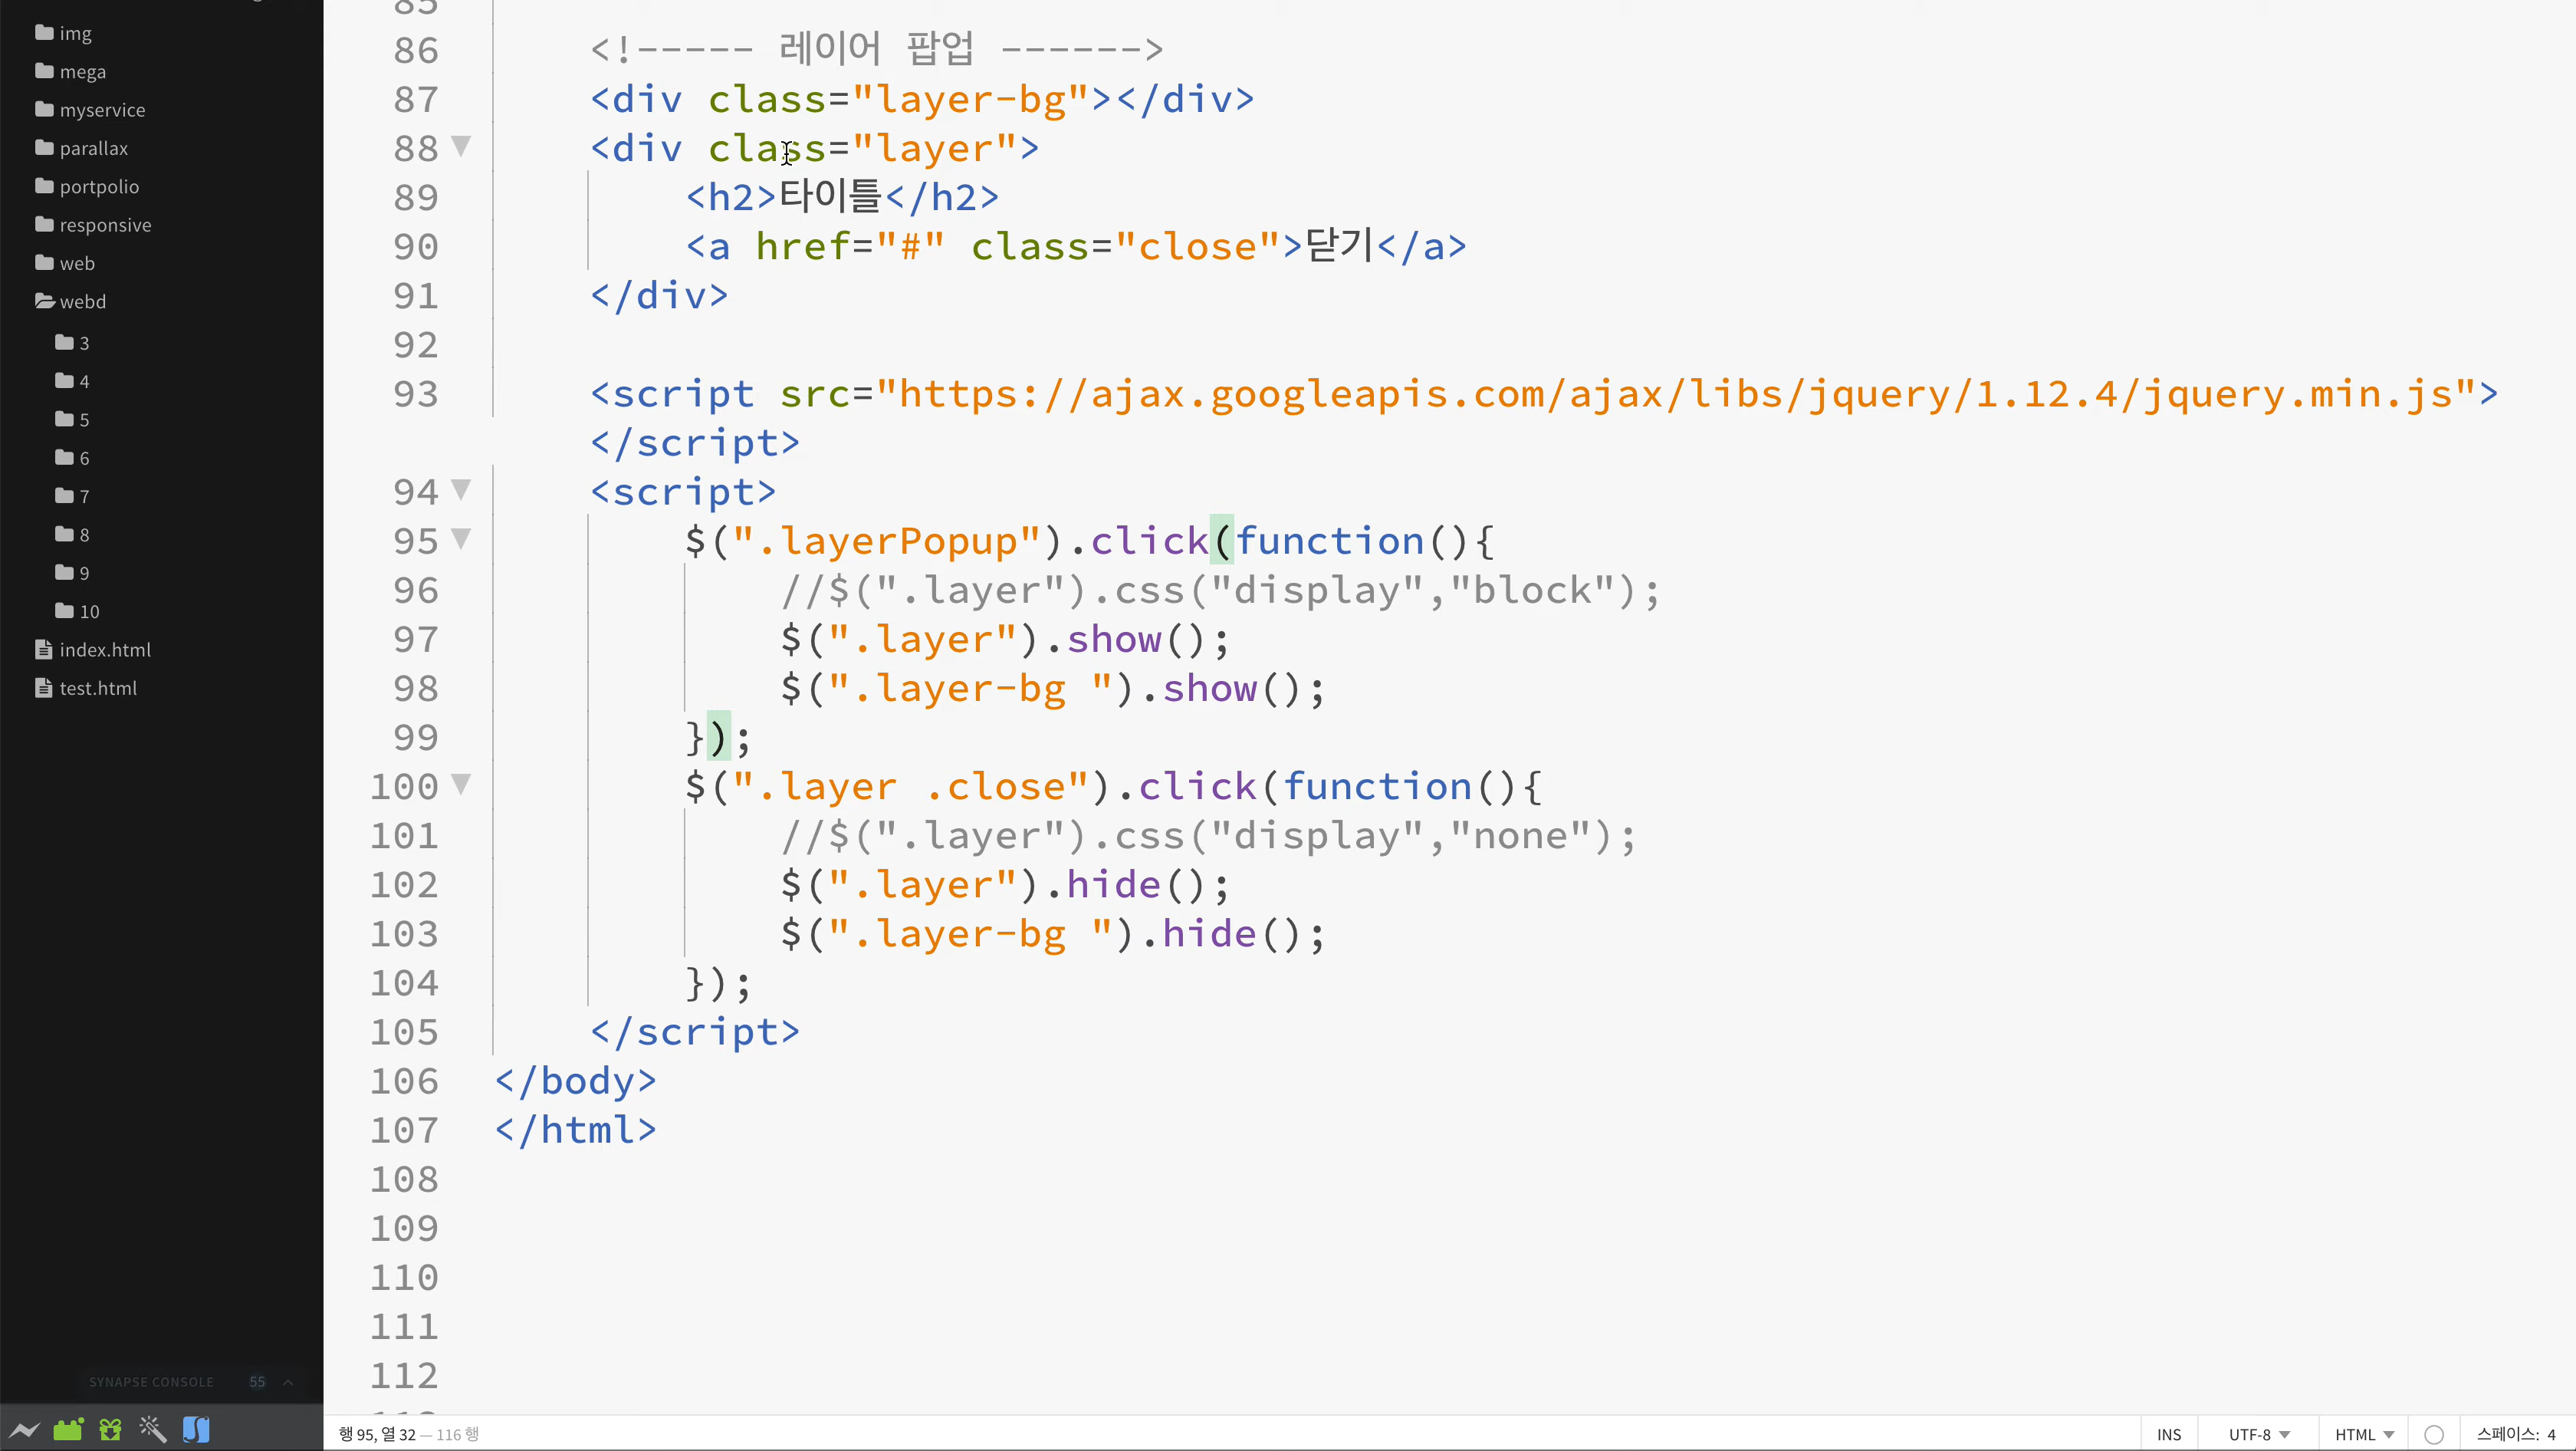 img
mega
myservice
parallax
portpolio
responsive
web
webd
3
4
5
6
7
8
9
10
index.html
test.html
SYNAPSE CONSOLE 55
85
86 <!----- 레이어 팝업 ------>
87 <div class="layer-bg"></div>
88 <div class="layer">
89 <h2>타이틀</h2>
90 <a href="#" class="close">닫기</a>
91 </div>
92
93 <script src="https://ajax.googleapis.com/ajax/libs/jquery/1.12.4/jquery.min.js">
</script>
94 <script>
95 $(".layerPopup").click(function(){
96 //$(".layer").css("display","block");
97 $(".layer").show();
98 $(".layer-bg ").show();
99 });
100 $(".layer .close").click(function(){
101 //$(".layer").css("display","none");
102 $(".layer").hide();
103 $(".layer-bg ").hide();
104 });
105 </script>
106 </body>
107 </html>
108
109
110
111
112
행 95, 열 32 — 116 행
INS UTF-8 HTML 스페이스: 4